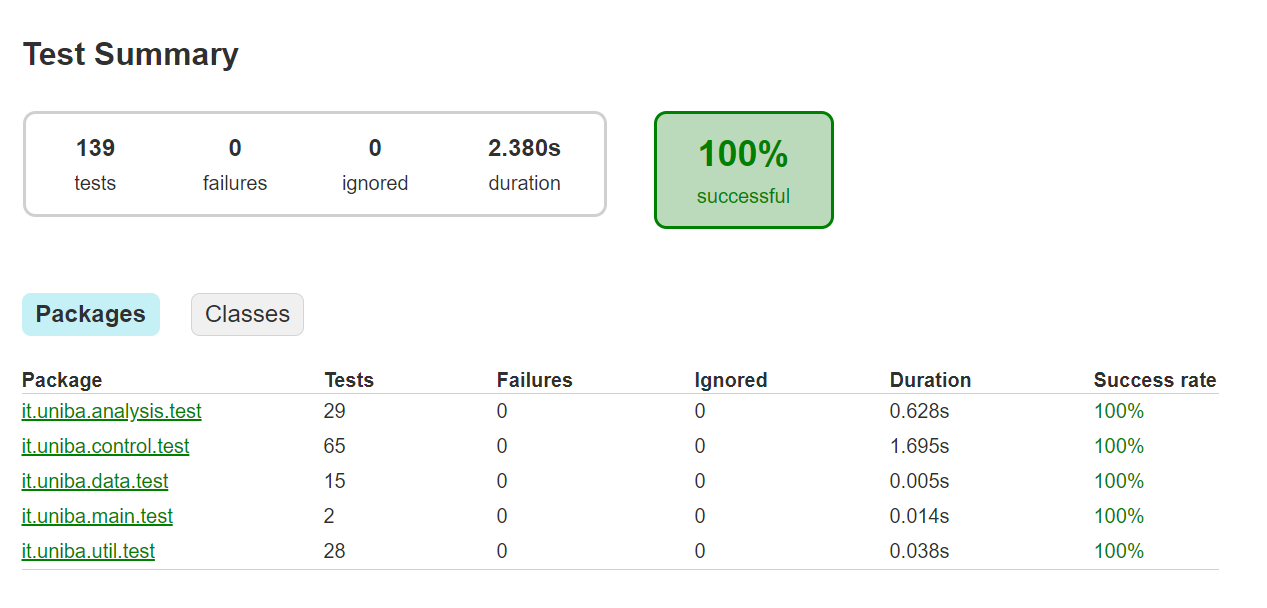 Test Summary
139 0 0 2.380s
tests failures ignored duration
100%
successful
Packages Classes
Package Tests Failures Ignored Duration Success rate
it.uniba.analysis.test 29 0 0 0.628s 100%
it.uniba.control.test 65 0 0 1.695s 100%
it.uniba.data.test 15 0 0 0.005s 100%
it.uniba.main.test 2 0 0 0.014s 100%
it.uniba.util.test 28 0 0 0.038s 100%